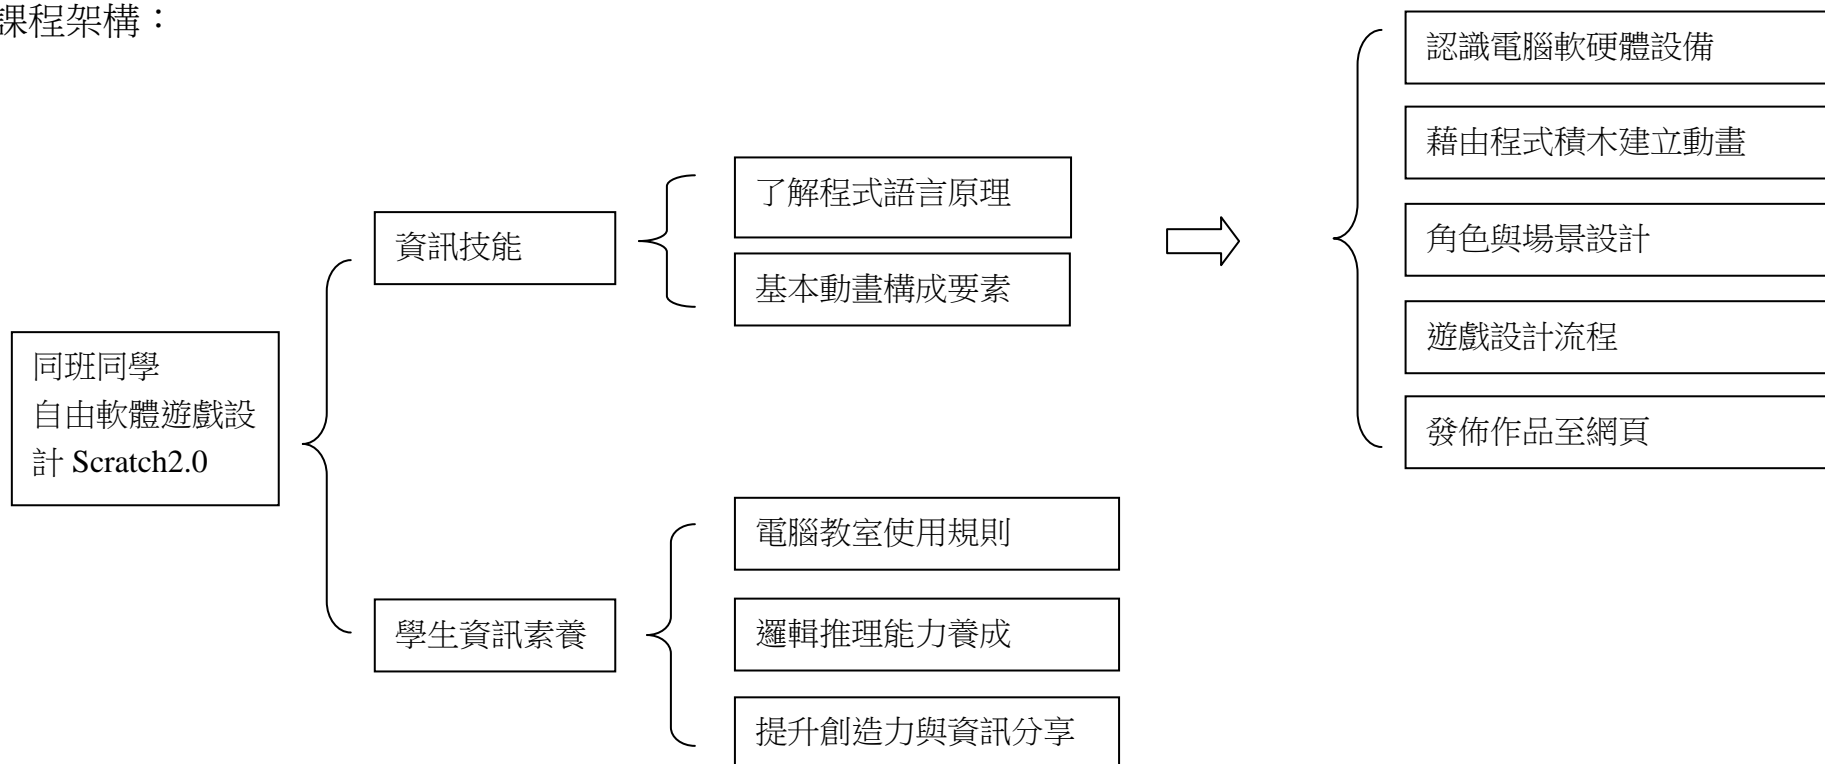 課程架構：
同班同學
自由軟體遊戲設
計 Scratch2.0
資訊技能
了解程式語言原理
基本動畫構成要素
學生資訊素養
電腦教室使用規則
邏輯推理能力養成
提升創造力與資訊分享
認識電腦軟硬體設備
藉由程式積木建立動畫
角色與場景設計
遊戲設計流程
發佈作品至網頁